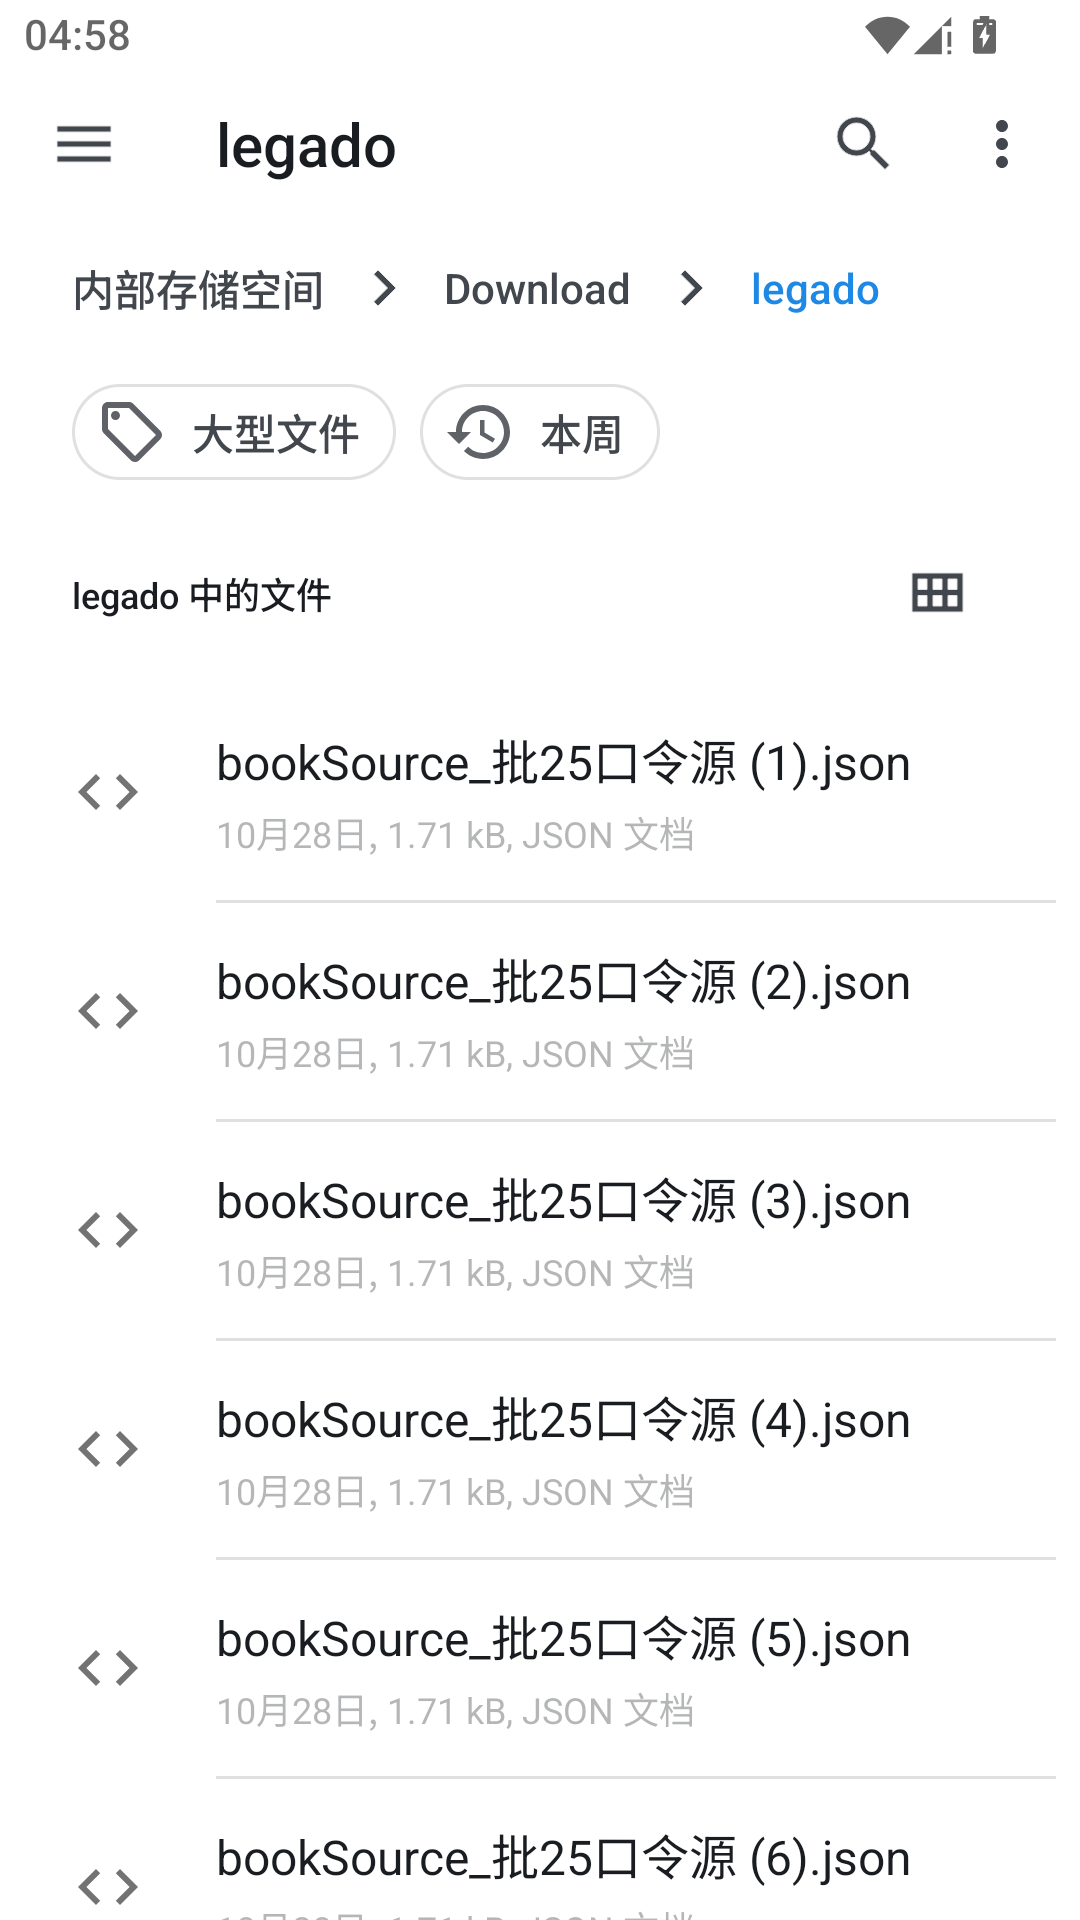 04:58
legado
内部存储空间 Download legado
大型文件 本周
legado 中的文件
bookSource_批25口令源 (1).json
10月28日, 1.71 kB, JSON 文档
bookSource_批25口令源 (2).json
10月28日, 1.71 kB, JSON 文档
bookSource_批25口令源 (3).json
10月28日, 1.71 kB, JSON 文档
bookSource_批25口令源 (4).json
10月28日, 1.71 kB, JSON 文档
bookSource_批25口令源 (5).json
10月28日, 1.71 kB, JSON 文档
bookSource_批25口令源 (6).json